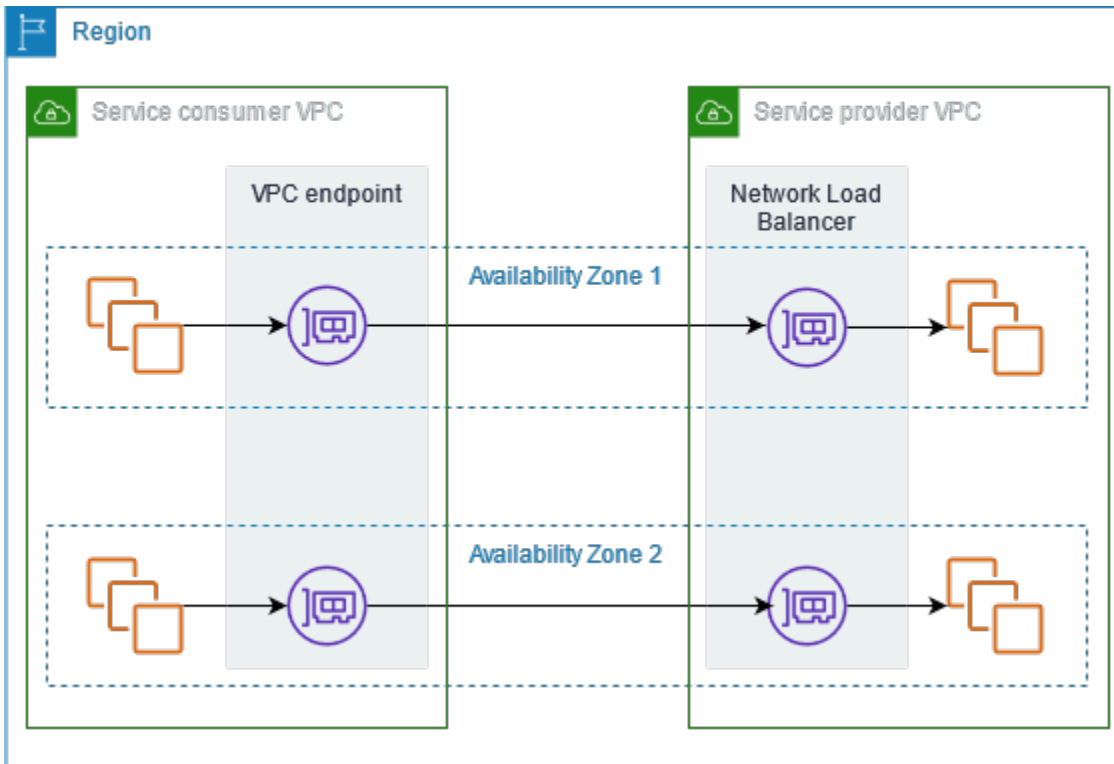 Region
Service consumer VPC
Service provider VPC
VPC endpoint
Network Load
Balancer
Availability Zone 1
Availability Zone 2